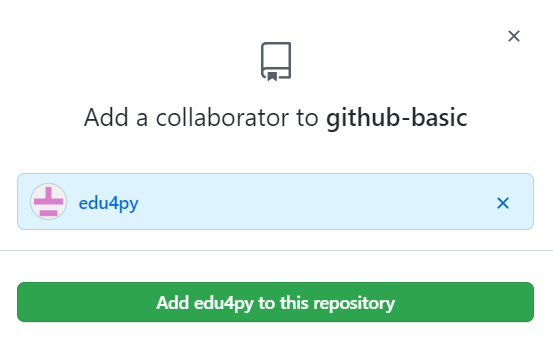 Add a collaborator to github-basic
edu4py
Add edu4py to this repository